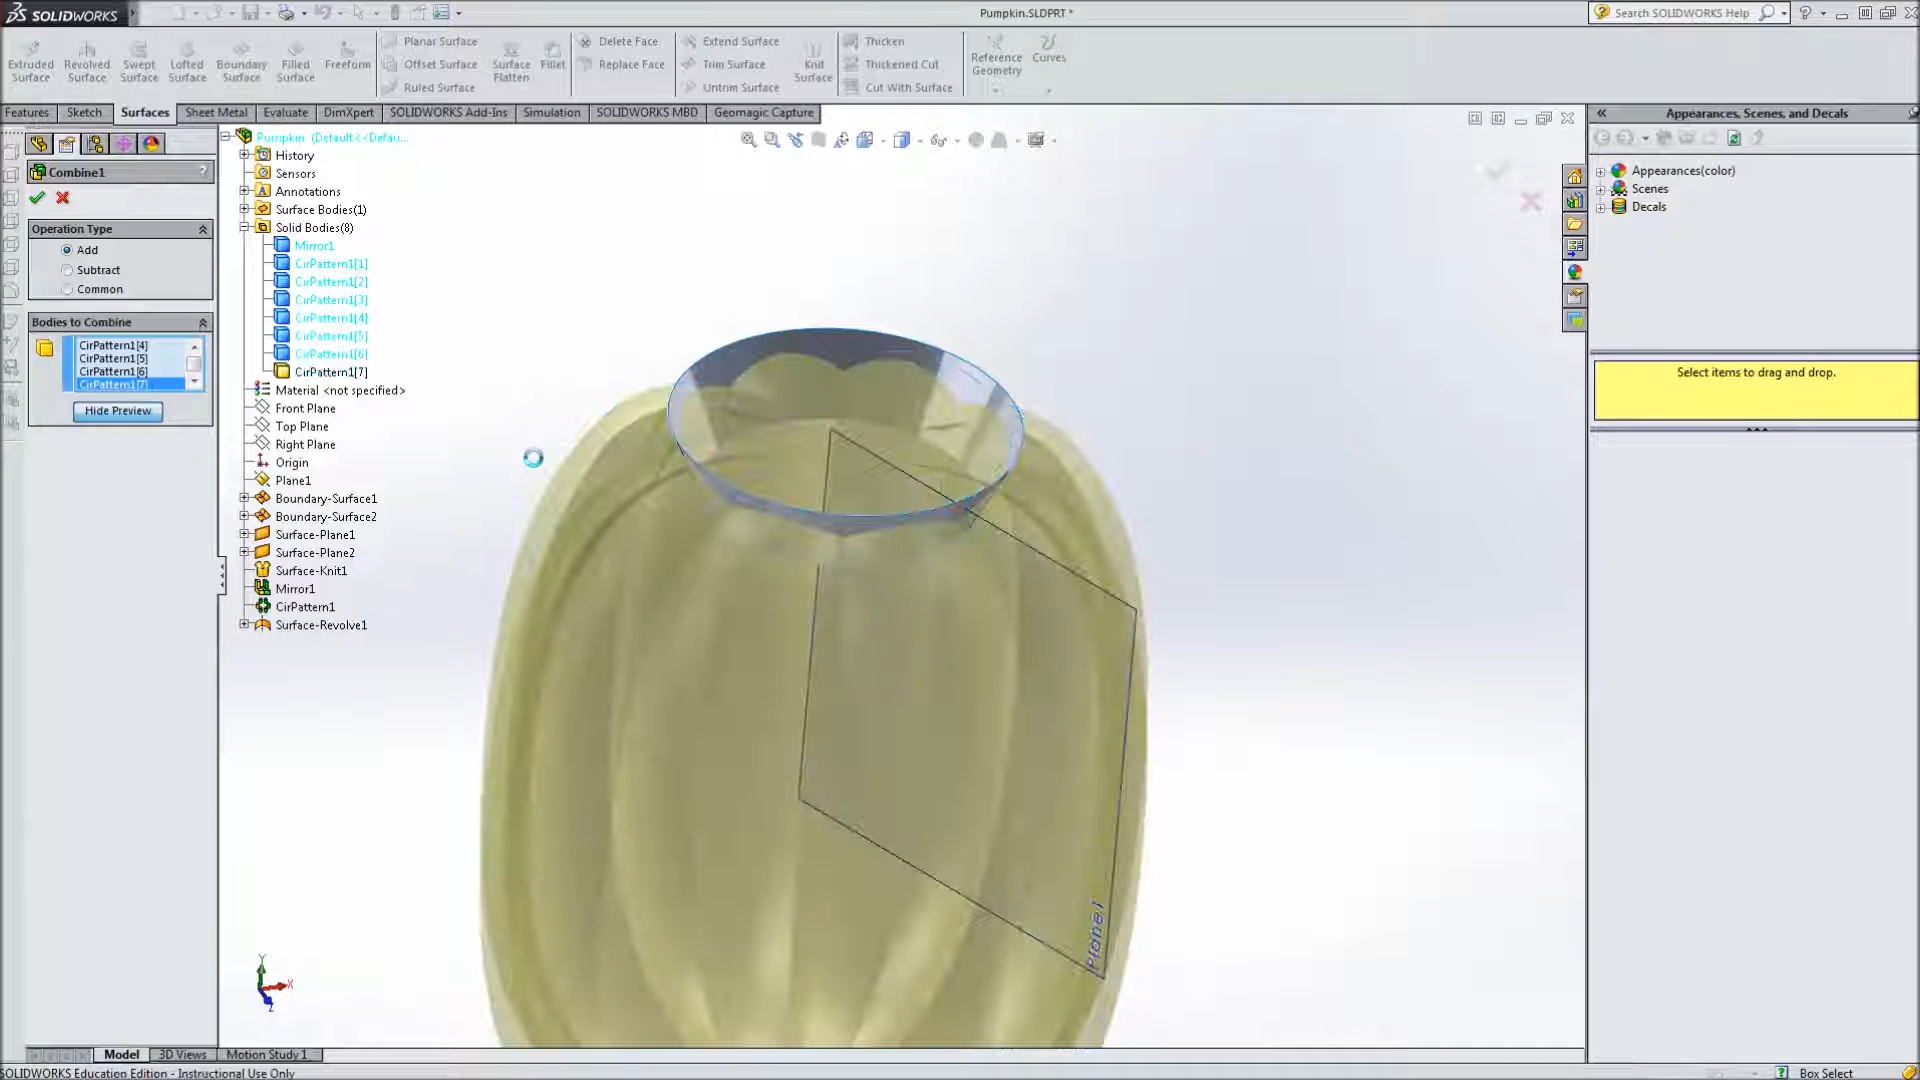 SOLIDWORKS
Pumpkin.SLDPRT *
Search SOLIDWORKS Help
Extruded Surface
Revolved Surface
Swept Surface
Lofted Surface
Boundary Surface
Filled Surface
Freeform
Planar Surface
Offset Surface
Ruled Surface
Surface Flatten
Fillet
Delete Face
Replace Face
Extend Surface
Trim Surface
Untrim Surface
Knit Surface
Thicken
Thickened Cut
Cut With Surface
Reference Geometry
Curves
Features
Sketch
Surfaces
Sheet Metal
Evaluate
DimXpert
SOLIDWORKS Add-Ins
Simulation
SOLIDWORKS MBD
Geomagic Capture
Combine1
?
Operation Type
Add
Subtract
Common
Bodies to Combine
CirPattern1[4]
CirPattern1[5]
CirPattern1[6]
CirPattern1[7]
Hide Preview
Pumpkin (Default<<Defau...
History
Sensors
Annotations
Surface Bodies(1)
Solid Bodies(8)
Mirror1
CirPattern1[1]
CirPattern1[2]
CirPattern1[3]
CirPattern1[4]
CirPattern1[5]
CirPattern1[6]
CirPattern1[7]
Material <not specified>
Front Plane
Top Plane
Right Plane
Origin
Plane1
Boundary-Surface1
Boundary-Surface2
Surface-Plane1
Surface-Plane2
Surface-Knit1
Mirror1
CirPattern1
Surface-Revolve1
Plane1
Y
X
Z
Appearances, Scenes, and Decals
Appearances(color)
Scenes
Decals
Select items to drag and drop.
Model
3D Views
Motion Study 1
SOLIDWORKS Education Edition - Instructional Use Only
Box Select